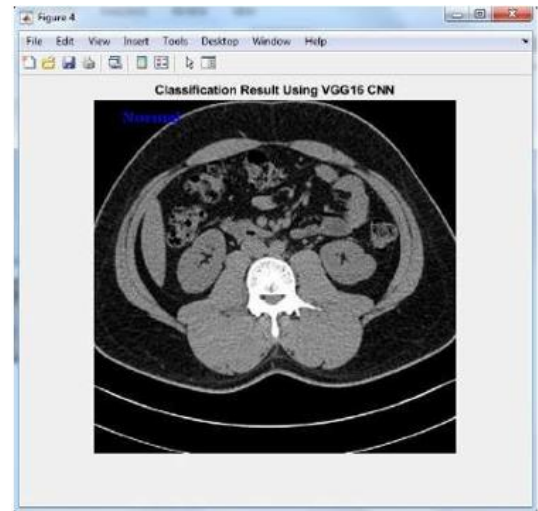 Figure 4
File Edit View Insert Tools Desktop Window Help
Classification Result Using VGG16 CNN
Normal